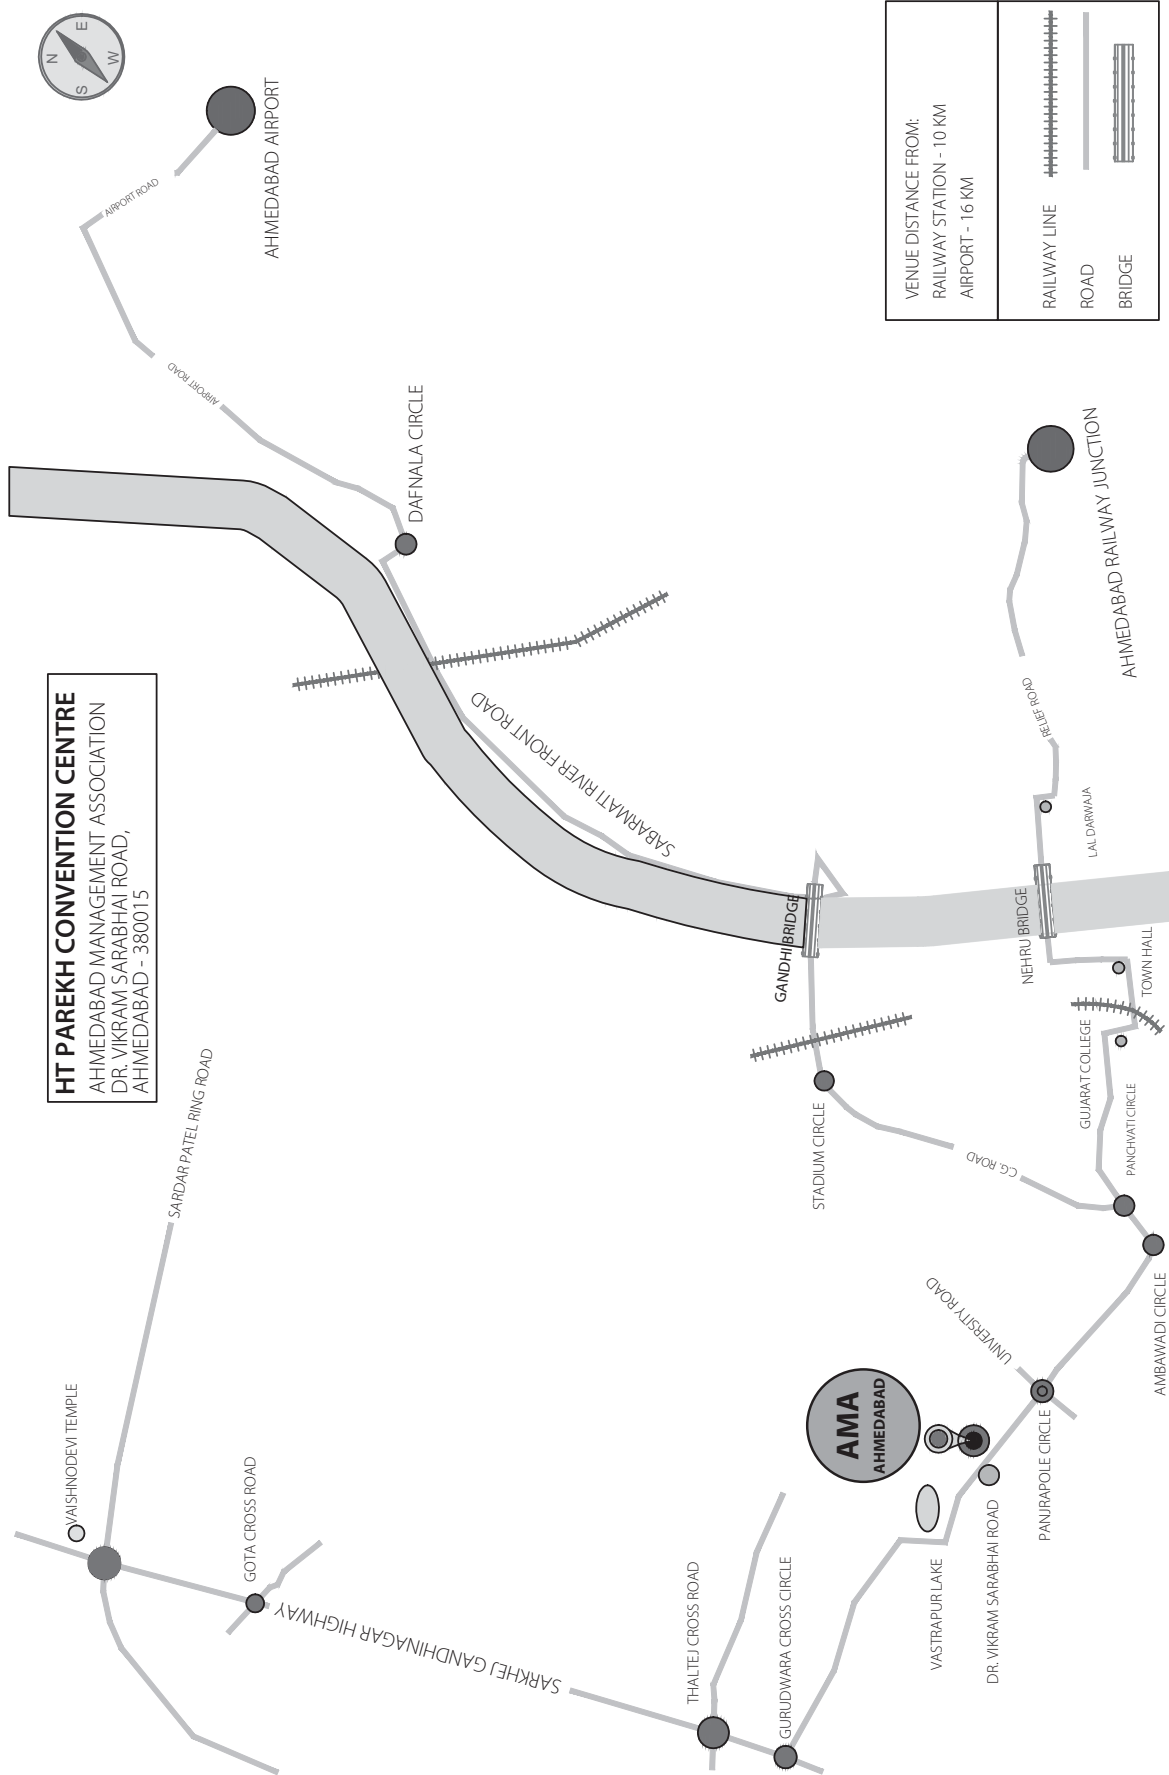 HT PAREKH CONVENTION CENTRE
AHMEDABAD MANAGEMENT ASSOCIATION
DR. VIKRAM SARABHAI ROAD,
AHMEDABAD - 380015
N
E
S
W
AIRPORT ROAD
AHMEDABAD AIRPORT
AIRPORT ROAD
DAFNALA CIRCLE
SABARMATI RIVER FRONT ROAD
SARDAR PATEL RING ROAD
VAISHNODEVI TEMPLE
GOTA CROSS ROAD
SARKHEJ GANDHINAGAR HIGHWAY
THALTEJ CROSS ROAD
GURUDWARA CROSS CIRCLE
GANDHI BRIDGE
STADIUM CIRCLE
C.G. ROAD
UNIVERSITY ROAD
AMA
AHMEDABAD
VASTRAPUR LAKE
DR. VIKRAM SARABHAI ROAD
PANJRAPOLE CIRCLE
AMBAWADI CIRCLE
PANCHVATI CIRCLE
GUJARAT COLLEGE
TOWN HALL
NEHRU BRIDGE
LAL DARWAJA
RELIEF ROAD
AHMEDABAD RAILWAY JUNCTION
VENUE DISTANCE FROM:
RAILWAY STATION - 10 KM
AIRPORT - 16 KM
RAILWAY LINE
ROAD
BRIDGE